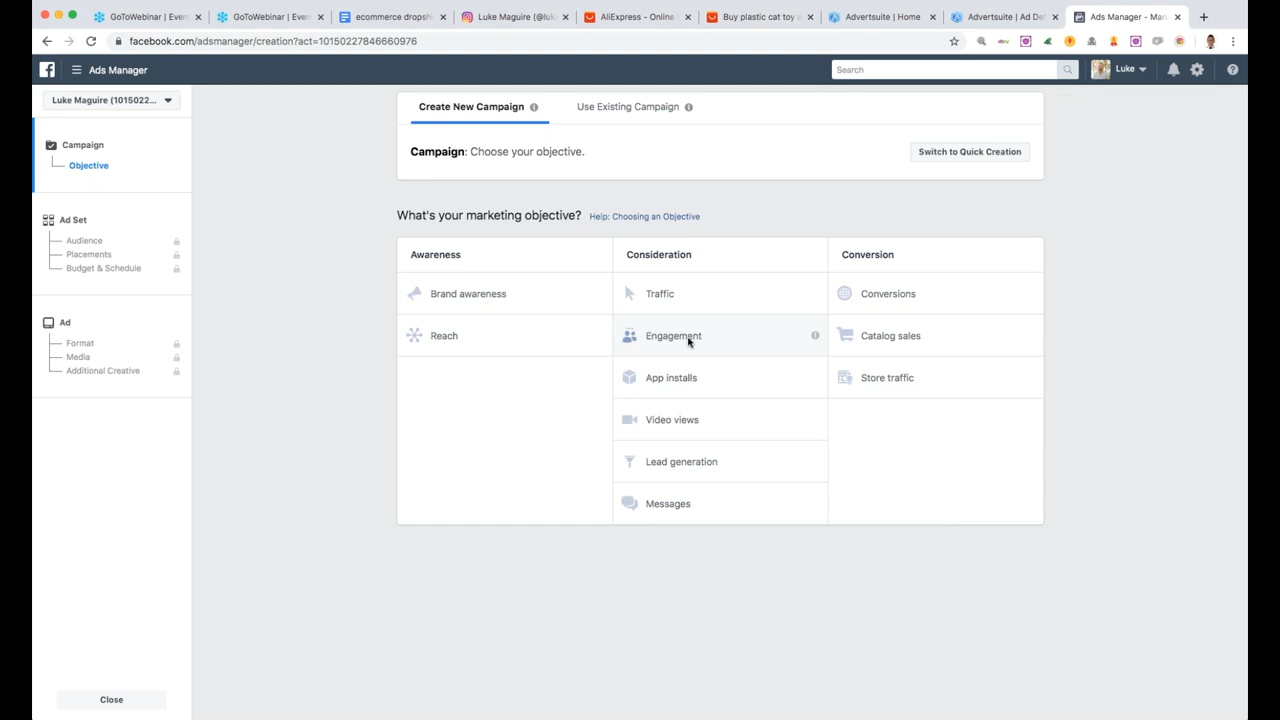 GoToWebinar | Even
GoToWebinar | Even
ecommerce dropshi
Luke Maguire (@luk
AliExpress - Online
Buy plastic cat toy
Advertsuite | Home
Advertsuite | Ad De
Ads Manager - Man
facebook.com/adsmanager/creation?act=10150227846660976
Ads Manager
Search
Luke
Luke Maguire (1015022...
Campaign
Objective
Ad Set
Audience
Placements
Budget & Schedule
Ad
Format
Media
Additional Creative
Close
Create New Campaign
Use Existing Campaign
Campaign: Choose your objective.
Switch to Quick Creation
What's your marketing objective? Help: Choosing an Objective
Awareness
Consideration
Conversion
Brand awareness
Traffic
Conversions
Reach
Engagement
Catalog sales
App installs
Store traffic
Video views
Lead generation
Messages